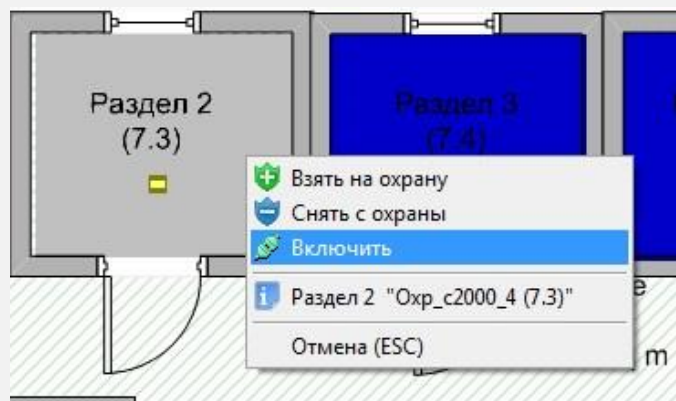 Раздел 2
(7.3)
Раздел 3
(7.4)
Взять на охрану
Снять с охраны
Включить
Раздел 2 "Охр_с2000_4 (7.3)"
Отмена (ESC)
е
m